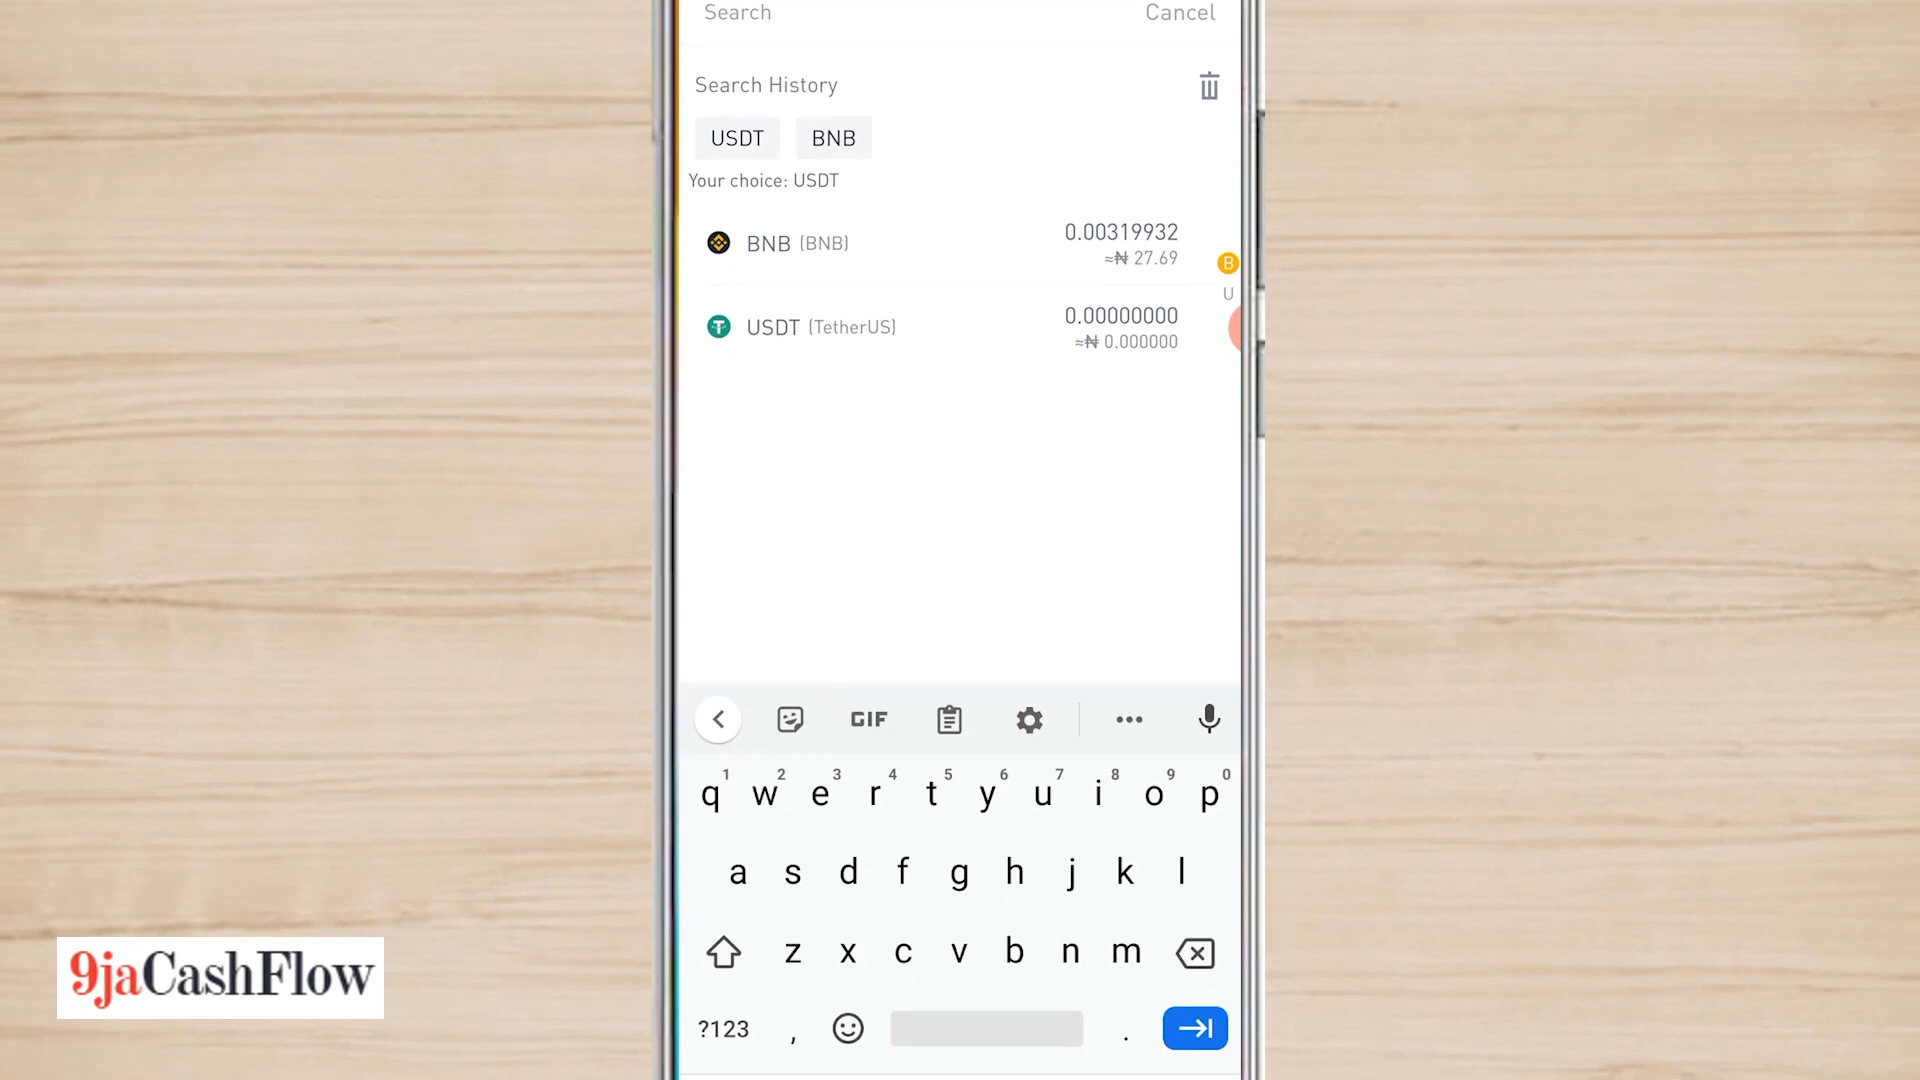 Search Cancel
Search History
USDT BNB
Your choice: USDT
BNB (BNB) 0.00319932
≈₦ 27.69
B
U
USDT (TetherUS) 0.00000000
≈₦ 0.000000
GIF
1 2 3 4 5 6 7 8 9 0
q w e r t y u i o p
a s d f g h j k l
z x c v b n m
?123 , .
9jaCashFlow